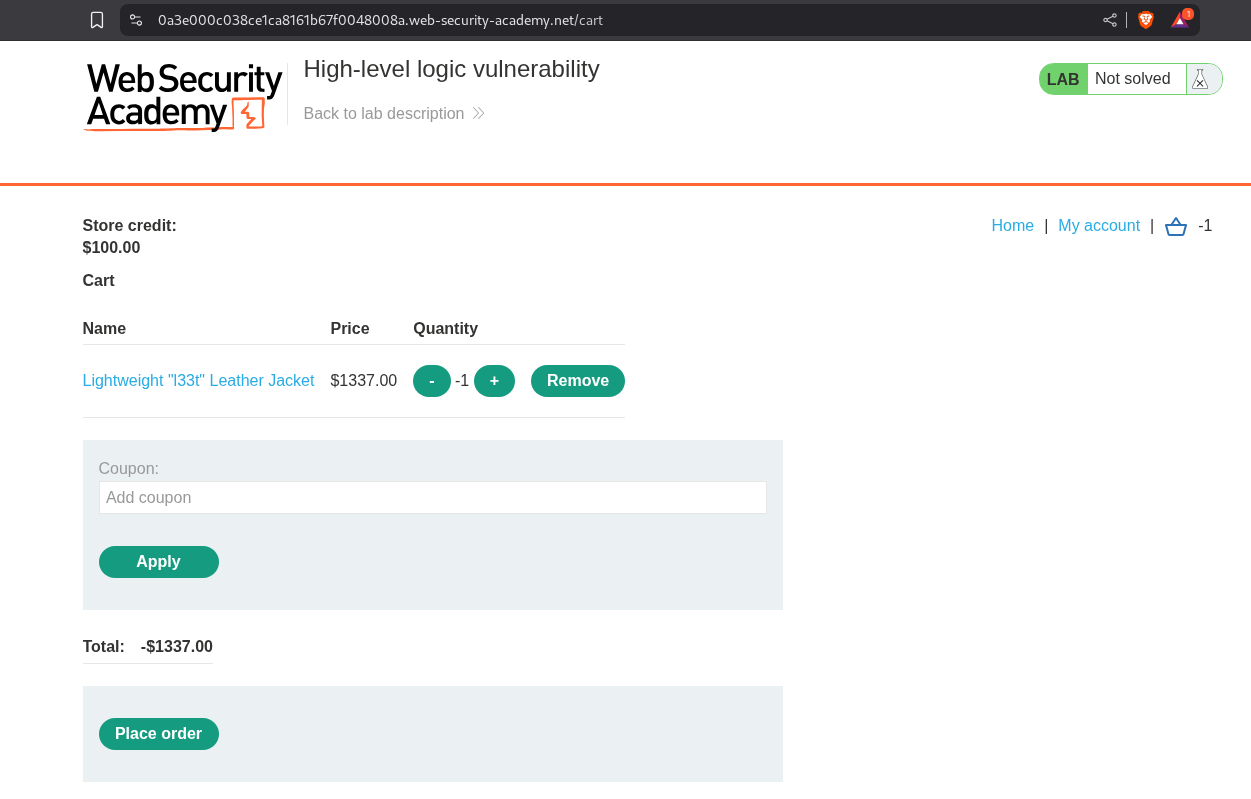 0a3e000c038ce1ca8161b67f0048008a.web-security-academy.net/cart
1
Web Security
Academy
High-level logic vulnerability
Back to lab description
LAB Not solved
Store credit:
$100.00
Home | My account | -1
Cart
Name Price Quantity
Lightweight "l33t" Leather Jacket $1337.00 - -1 + Remove
Coupon:
Add coupon
Apply
Total: -$1337.00
Place order